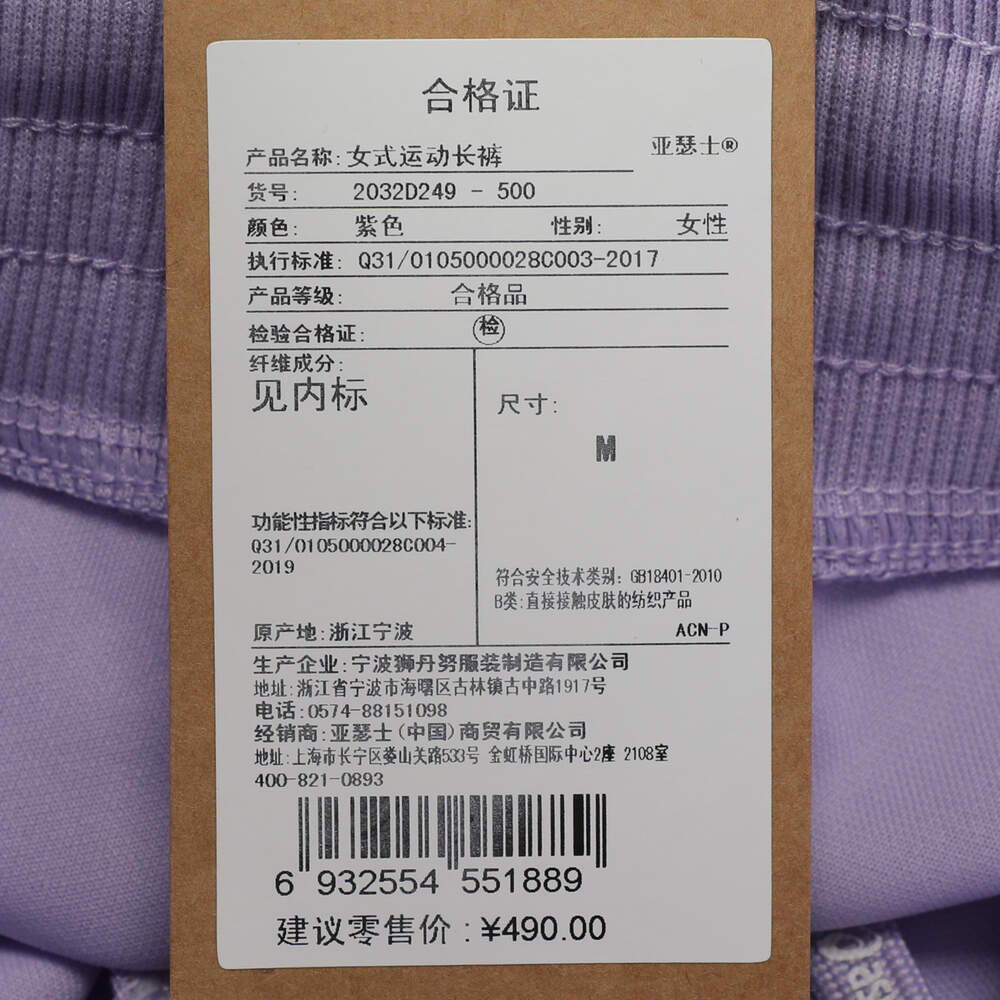 合格证
亚瑟士®
产品名称: 女式运动长裤
货号: 2032D249 - 500
颜色: 紫色 性别: 女性
执行标准: Q31/0105000028C003-2017
产品等级: 合格品
检验合格证: 检
纤维成分:
见内标
尺寸:
M
功能性指标符合以下标准:
Q31/0105000028C004-
2019
符合安全技术类别: GB18401-2010
B类:直接接触皮肤的纺织产品
原产地:浙江宁波
ACN-P
生产企业:宁波狮丹努服装制造有限公司
地址:浙江省宁波市海曙区古林镇古中路1917号
电话:0574-88151098
经销商:亚瑟士(中国)商贸有限公司
地址:上海市长宁区娄山关路533号 金虹桥国际中心2座 2108室
400-821-0893
6 932554 551889
建议零售价:¥490.00